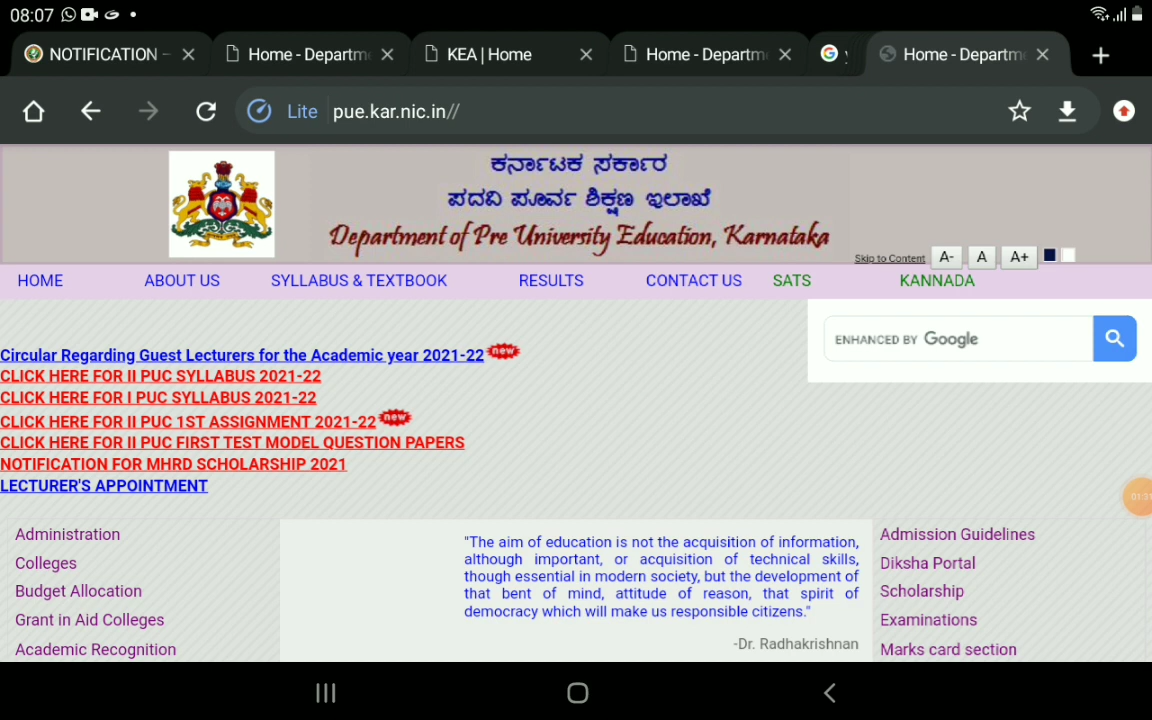 08:07
NOTIFICATION -
Home - Departme
KEA | Home
Home - Departme
Home - Departme
Lite pue.kar.nic.in//
ಕರ್ನಾಟಕ ಸರ್ಕಾರ
ಪದವಿ ಪೂರ್ವ ಶಿಕ್ಷಣ ಇಲಾಖೆ
Department of Pre University Education, Karnataka
Skip to Content A- A A+
HOME ABOUT US SYLLABUS & TEXTBOOK RESULTS CONTACT US SATS KANNADA
ENHANCED BY Google
Circular Regarding Guest Lecturers for the Academic year 2021-22 new
CLICK HERE FOR II PUC SYLLABUS 2021-22
CLICK HERE FOR I PUC SYLLABUS 2021-22
CLICK HERE FOR II PUC 1ST ASSIGNMENT 2021-22 new
CLICK HERE FOR II PUC FIRST TEST MODEL QUESTION PAPERS
NOTIFICATION FOR MHRD SCHOLARSHIP 2021
LECTURER'S APPOINTMENT
Administration
Colleges
Budget Allocation
Grant in Aid Colleges
Academic Recognition
"The aim of education is not the acquisition of information,
although important, or acquisition of technical skills,
though essential in modern society, but the development of
that bent of mind, attitude of reason, that spirit of
democracy which will make us responsible citizens."
-Dr. Radhakrishnan
Admission Guidelines
Diksha Portal
Scholarship
Examinations
Marks card section